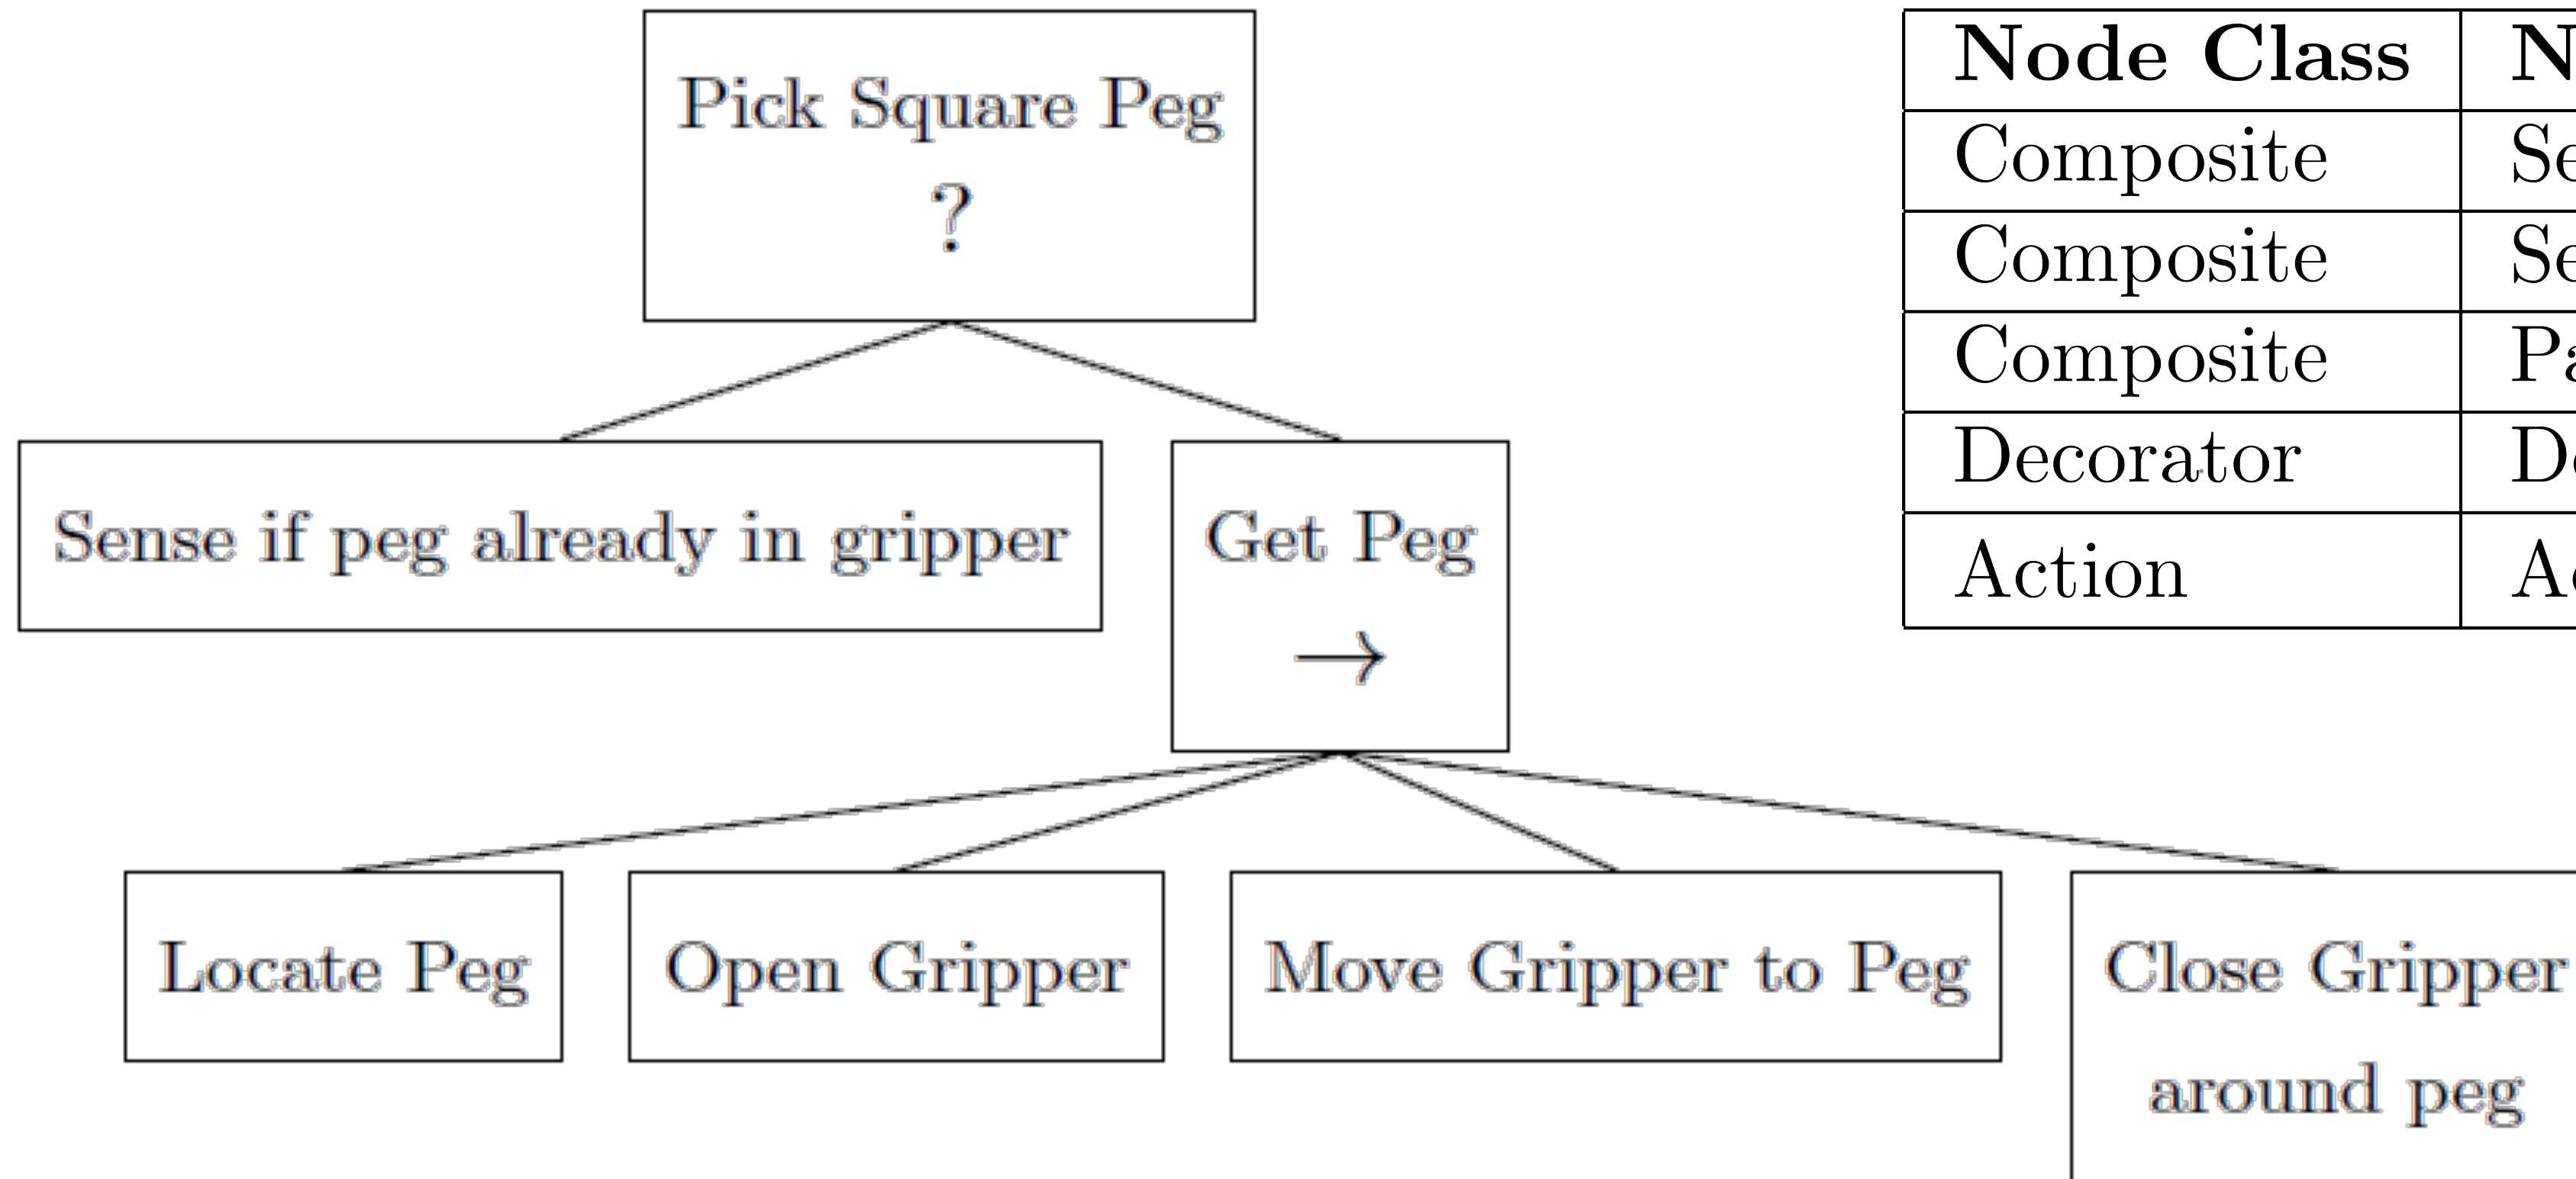 Pick Square Peg
?
Sense if peg already in gripper
Get Peg
→
Locate Peg
Open Gripper
Move Gripper to Peg
Close Gripper
around peg
Node Class
Composite
Composite
Composite
Decorator
Action